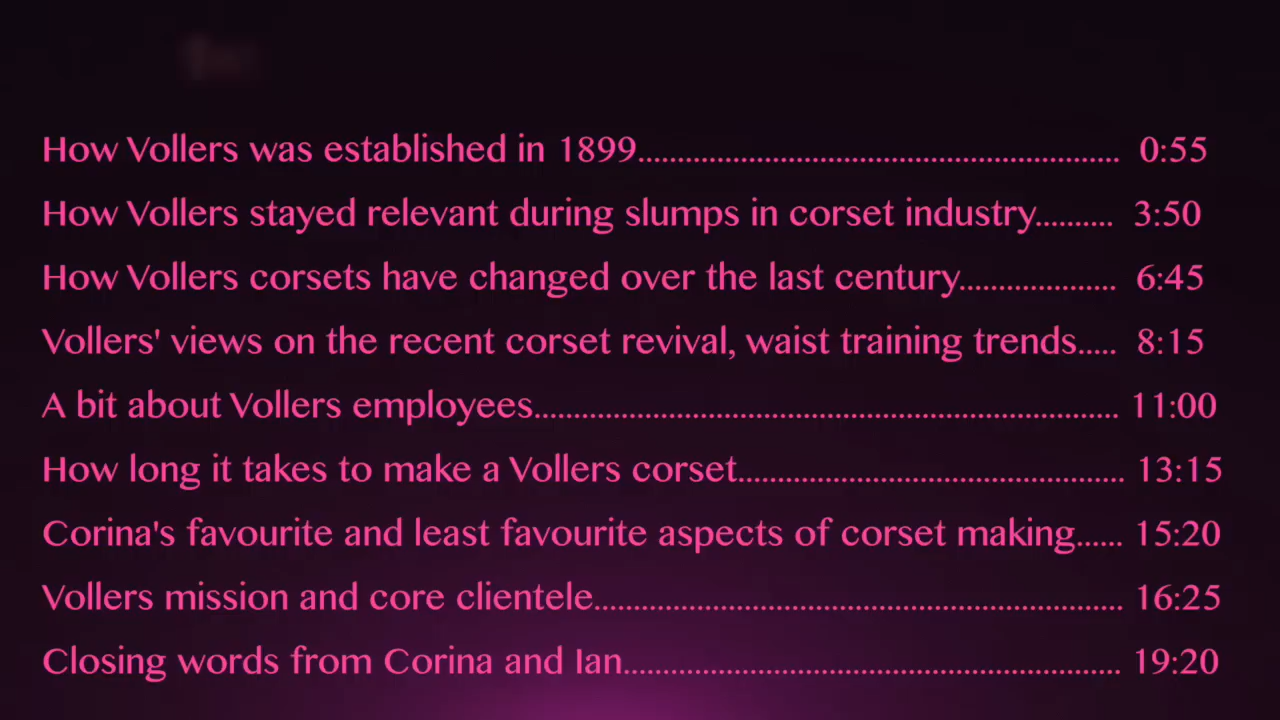 How Vollers was established in 1899.............................................................. 0:55
How Vollers stayed relevant during slumps in corset industry.......... 3:50
How Vollers corsets have changed over the last century.................... 6:45
Vollers' views on the recent corset revival, waist training trends..... 8:15
A bit about Vollers employees........................................................................... 11:00
How long it takes to make a Vollers corset.................................................. 13:15
Corina's favourite and least favourite aspects of corset making...... 15:20
Vollers mission and core clientele.................................................................... 16:25
Closing words from Corina and Ian................................................................ 19:20